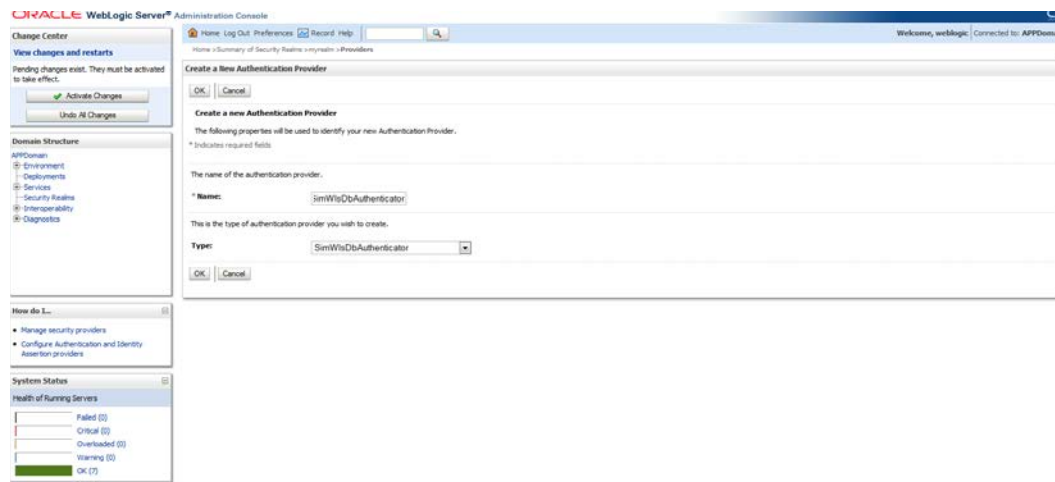 ORACLE WebLogic Server® Administration Console
Change Center
View changes and restarts
Pending changes exist. They must be activated
to take effect.
Activate Changes
Undo All Changes
Domain Structure
APPDomain
Environment
Deployments
Services
Security Realms
Interoperability
Diagnostics
How do I...
Manage security providers
Configure Authentication and Identity
Assertion providers
System Status
Health of Running Servers
Failed (0)
Critical (0)
Overloaded (0)
Warning (0)
OK (7)
Home Log Out Preferences Record Help
Welcome, weblogic Connected to: APPDoma
Home >Summary of Security Realms >myrealm >Providers
Create a New Authentication Provider
OK Cancel
Create a new Authentication Provider
The following properties will be used to identify your new Authentication Provider.
* Indicates required fields
The name of the authentication provider.
* Name: SimWlsDbAuthenticator
This is the type of authentication provider you wish to create.
Type: SimWlsDbAuthenticator
OK Cancel